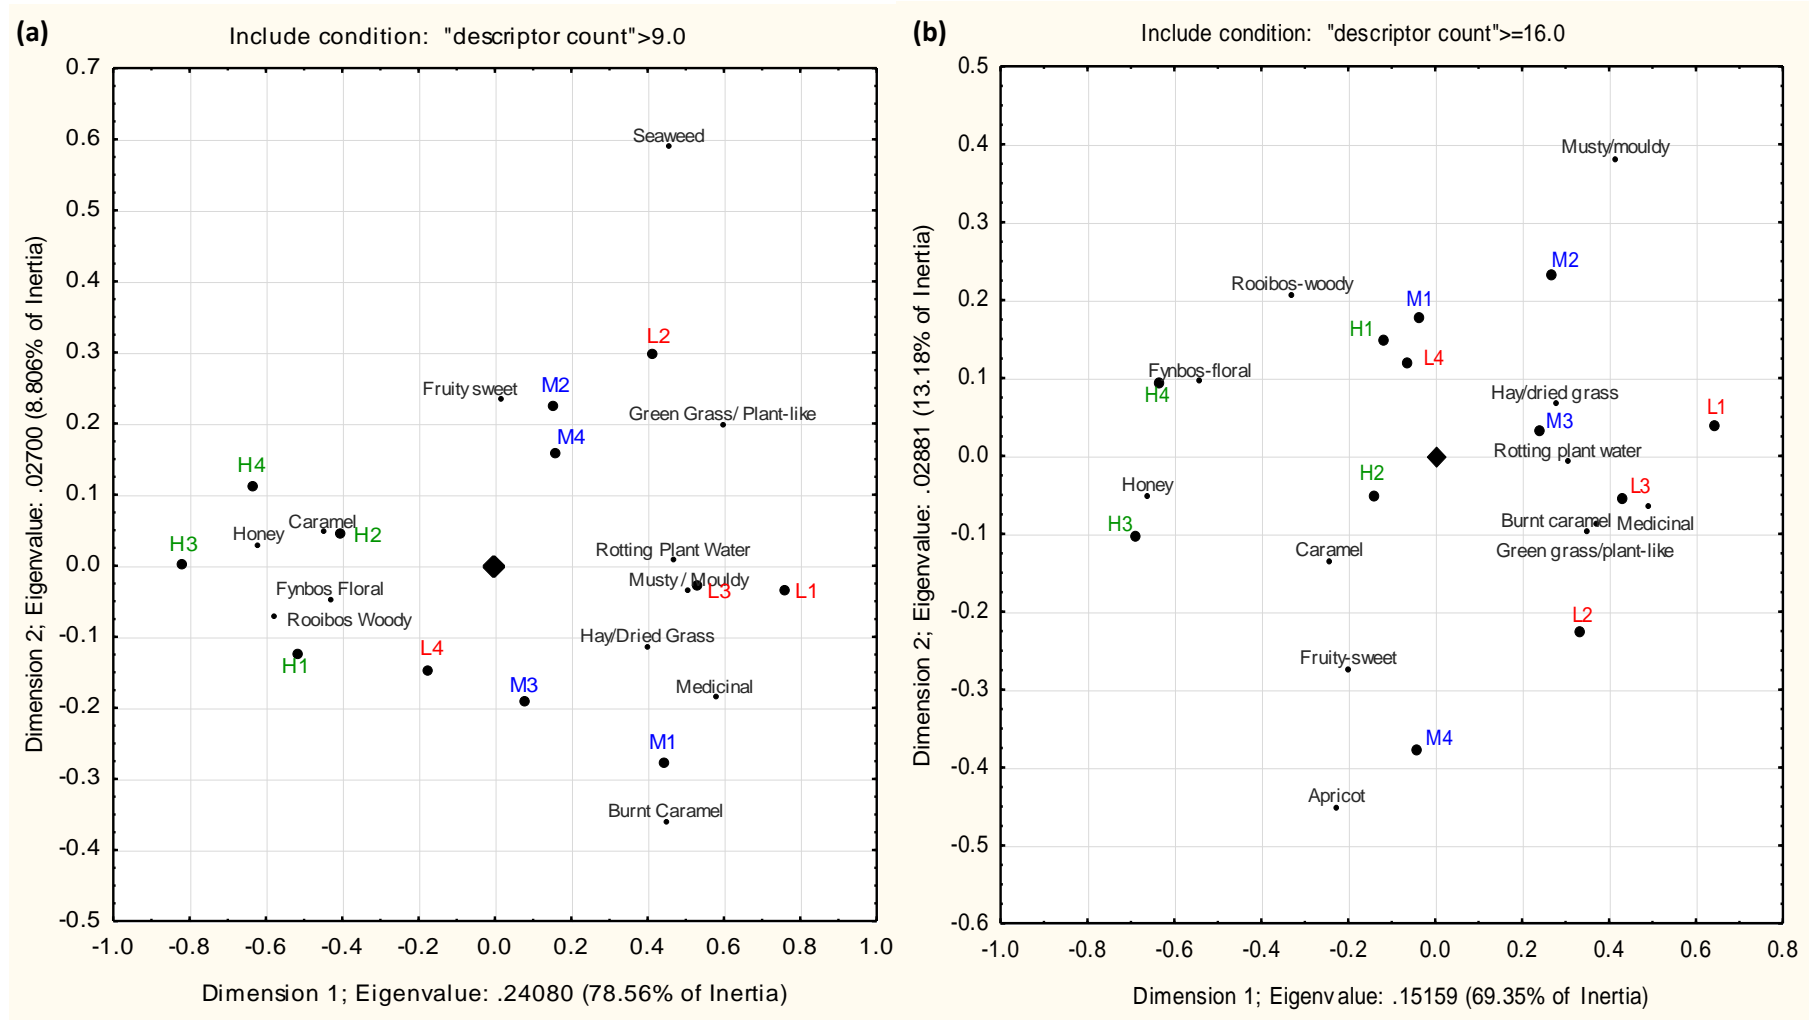 (a)
Include condition: "descriptor count">9.0
0.7
0.6
0.5
0.4
0.3
0.2
0.1
0.0
-0.1
-0.2
-0.3
-0.4
-0.5
Dimension 2; Eigenvalue: .02700 (8.806% of Inertia)
Seaweed
L2
Fruity sweet
M2
Green Grass/ Plant-like
M4
H4
Caramel
H2
Honey
H3
Rotting Plant Water
Musty / Mouldy
L3
L1
Fynbos Floral
Rooibos Woody
Hay/Dried Grass
L4
H1
M3
Medicinal
M1
Burnt Caramel
-1.0 -0.8 -0.6 -0.4 -0.2 0.0 0.2 0.4 0.6 0.8 1.0
Dimension 1; Eigenvalue: .24080 (78.56% of Inertia)
(b)
Include condition: "descriptor count">=16.0
0.5
0.4
0.3
0.2
0.1
0.0
-0.1
-0.2
-0.3
-0.4
-0.5
-0.6
Dimension 2; Eigenvalue: .02881 (13.18% of Inertia)
Musty/mouldy
M2
Rooibos-woody
M1
H1
L4
Fynbos-floral
H4
Hay/dried grass
L1
M3
Rotting plant water
H2
Honey
L3
H3
Burnt caramel
Medicinal
Caramel
Green grass/plant-like
L2
Fruity-sweet
M4
Apricot
-1.0 -0.8 -0.6 -0.4 -0.2 0.0 0.2 0.4 0.6 0.8
Dimension 1; Eigenvalue: .15159 (69.35% of Inertia)